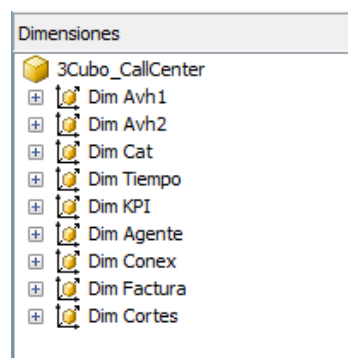 Dimensiones
3Cubo_CallCenter
Dim Avh1
Dim Avh2
Dim Cat
Dim Tiempo
Dim KPI
Dim Agente
Dim Conex
Dim Factura
Dim Cortes